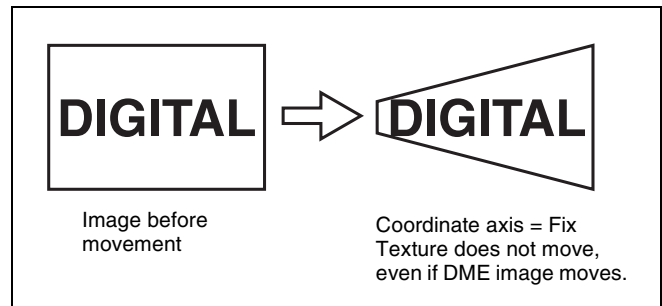 DIGITAL
DIGITAL
Image before
movement
Coordinate axis = Fix
Texture does not move,
even if DME image moves.